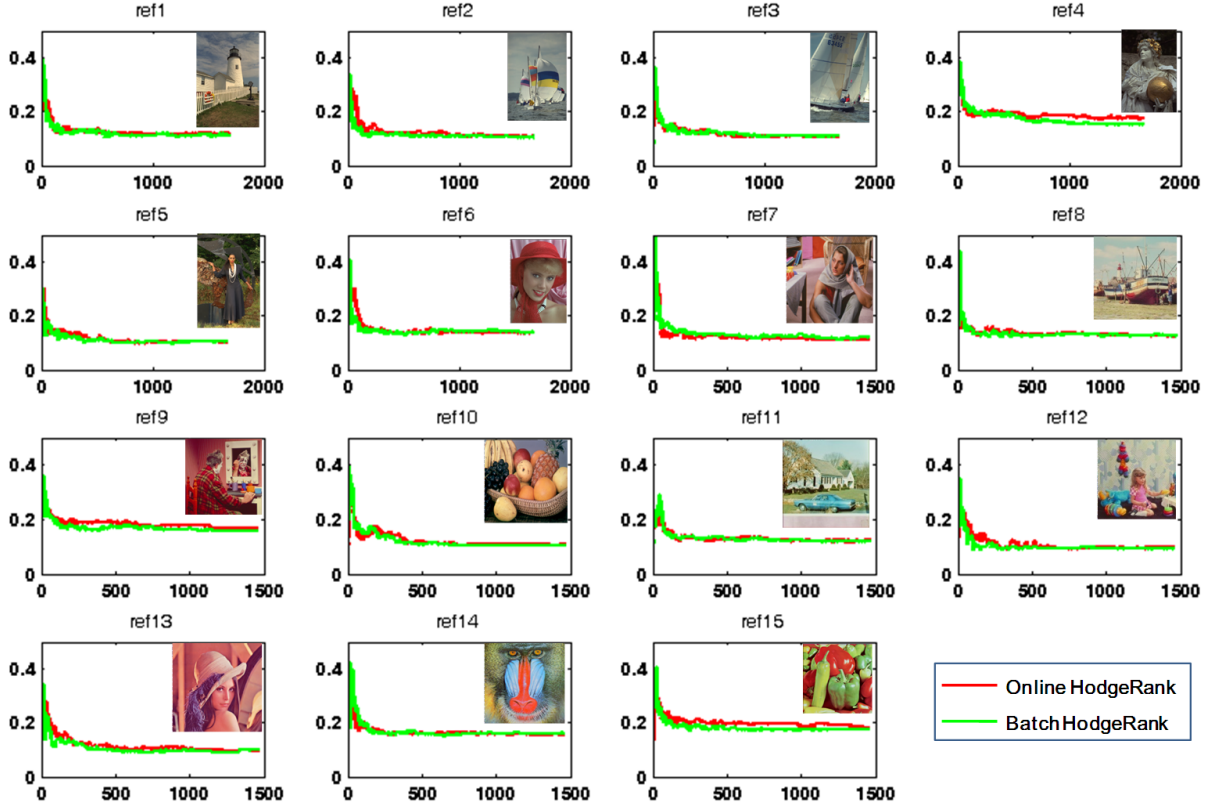 ref1 ref2 ref3 ref4
0.4 0.4 0.4 0.4
0.2 0.2 0.2 0.2
0 0 0 0
0 1000 2000 0 1000 2000 0 1000 2000 0 1000 2000
ref5 ref6 ref7 ref8
0.4 0.4 0.4 0.4
0.2 0.2 0.2 0.2
0 0 0 0
0 1000 2000 0 1000 2000 0 500 1000 1500 0 500 1000 1500
ref9 ref10 ref11 ref12
0.4 0.4 0.4 0.4
0.2 0.2 0.2 0.2
0 0 0 0
0 500 1000 1500 0 500 1000 1500 0 500 1000 1500 0 500 1000 1500
ref13 ref14 ref15
0.4 0.4 0.4
0.2 0.2 0.2
0 0 0
0 500 1000 1500 0 500 1000 1500 0 500 1000 1500
Online HodgeRank
Batch HodgeRank